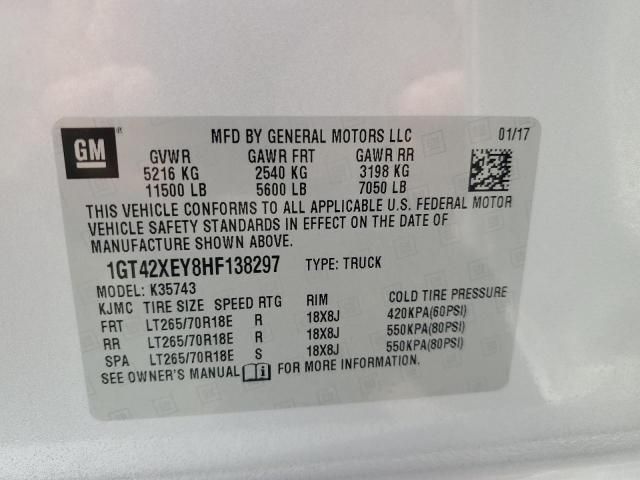 GM ®
MFD BY GENERAL MOTORS LLC 01/17
GVWR GAWR FRT GAWR RR
5216 KG 2540 KG 3198 KG
11500 LB 5600 LB 7050 LB
THIS VEHICLE CONFORMS TO ALL APPLICABLE U.S. FEDERAL MOTOR
VEHICLE SAFETY STANDARDS IN EFFECT ON THE DATE OF
MANUFACTURE SHOWN ABOVE.
1GT42XEY8HF138297 TYPE: TRUCK
MODEL: K35743
KJMC TIRE SIZE SPEED RTG RIM COLD TIRE PRESSURE
FRT LT265/70R18E R 18X8J 420KPA(60PSI)
RR LT265/70R18E R 18X8J 550KPA(80PSI)
SPA LT265/70R18E S 18X8J 550KPA(80PSI)
SEE OWNER'S MANUAL i FOR MORE INFORMATION.